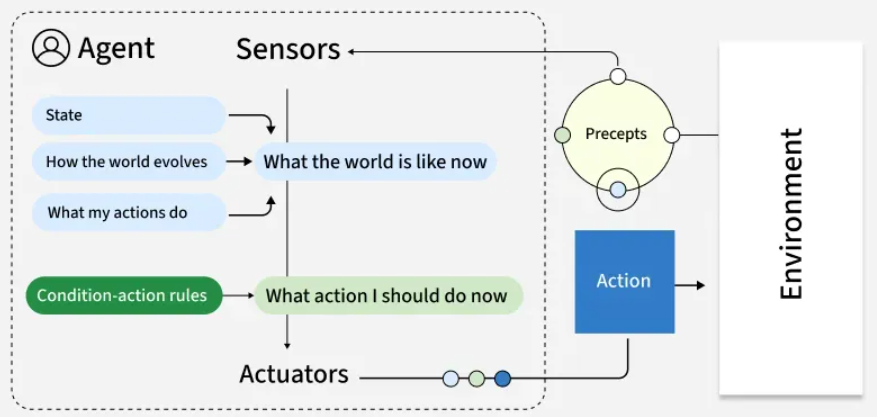 Agent
Sensors
State
How the world evolves
What the world is like now
What my actions do
Condition-action rules
What action I should do now
Actuators
Precepts
Action
Environment